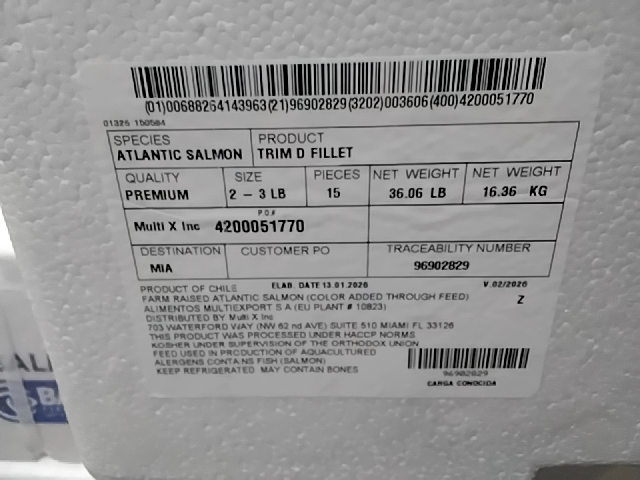 (01)00688264143963(21)96902829(3202)003606(400)4200051770
01326 150584
SPECIES
ATLANTIC SALMON
PRODUCT
TRIM D FILLET
QUALITY
PREMIUM
SIZE
2 - 3 LB
PIECES
15
NET WEIGHT
36.06 LB
NET WEIGHT
16.36 KG
P.O.#
Multi X Inc 4200051770
DESTINATION
MIA
CUSTOMER PO
TRACEABILITY NUMBER
96902829
PRODUCT OF CHILE ELAB. DATE 13.01.2026 V.02/2026
FARM RAISED ATLANTIC SALMON (COLOR ADDED THROUGH FEED) Z
ALIMENTOS MULTIEXPORT S A (EU PLANT # 10823)
DISTRIBUTED BY Multi X Inc
703 WATERFORD WAY (NW 62 nd AVE) SUITE 510 MIAMI FL 33126
THIS PRODUCT WAS PROCESSED UNDER HACCP NORMS
KOSHER UNDER SUPERVISION OF THE ORTHODOX UNION
FEED USED IN PRODUCTION OF AQUACULTURED
ALERGENS CONTAINS FISH (SALMON)
KEEP REFRIGERATED MAY CONTAIN BONES
96902829
CARGA CONOCIDA